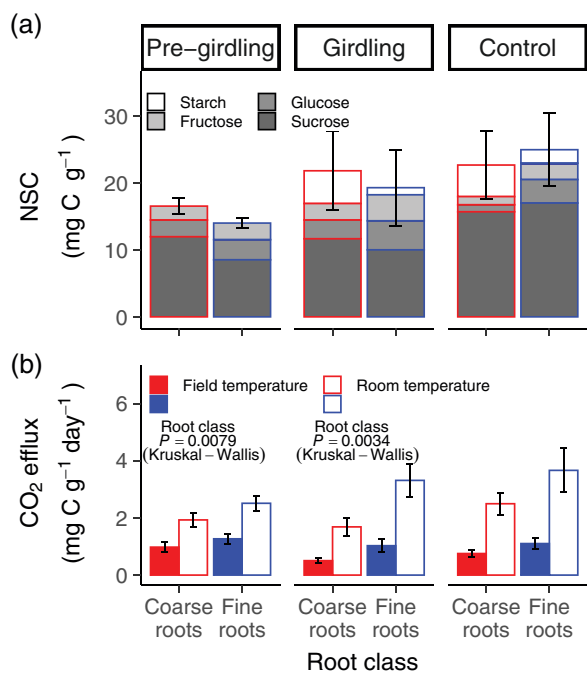 (a)
Pre−girdling Girdling Control
Starch Glucose
Fructose Sucrose
NSC
(mg C g⁻¹)
30
20
10
0
(b)
Field temperature Room temperature
Root class
P = 0.0079
(Kruskal−Wallis)
Root class
P = 0.0034
(Kruskal−Wallis)
CO₂ efflux
(mg C g⁻¹ day⁻¹)
6
4
2
0
Coarse Fine Coarse Fine Coarse Fine
roots roots roots roots roots roots
Root class